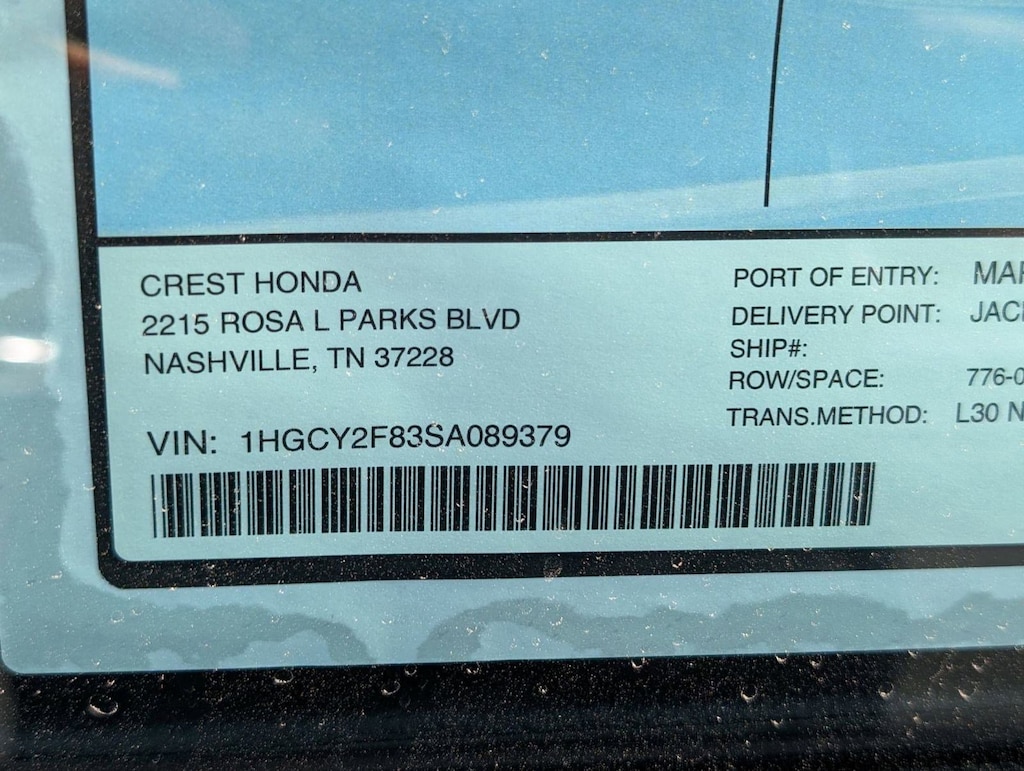 CREST HONDA
2215 ROSA L PARKS BLVD
NASHVILLE, TN 37228
VIN: 1HGCY2F83SA089379
PORT OF ENTRY:
DELIVERY POINT:
SHIP#:
ROW/SPACE:
TRANS.METHOD: L30